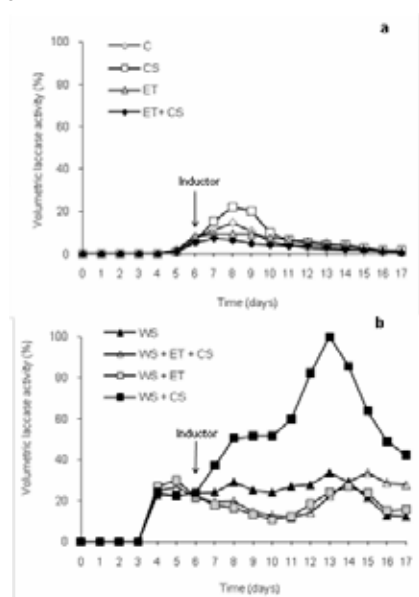 a
100
80
60
40
20
0
Volumetric laccase activity (%)
C
CS
ET
ET+ CS
Inductor
0 1 2 3 4 5 6 7 8 9 10 11 12 13 14 15 16 17
Time (days)
b
100
80
60
40
20
0
Volumetric laccase activity (%)
WS
WS + ET + CS
WS + ET
WS + CS
Inductor
0 1 2 3 4 5 6 7 8 9 10 11 12 13 14 15 16 17
Time (days)